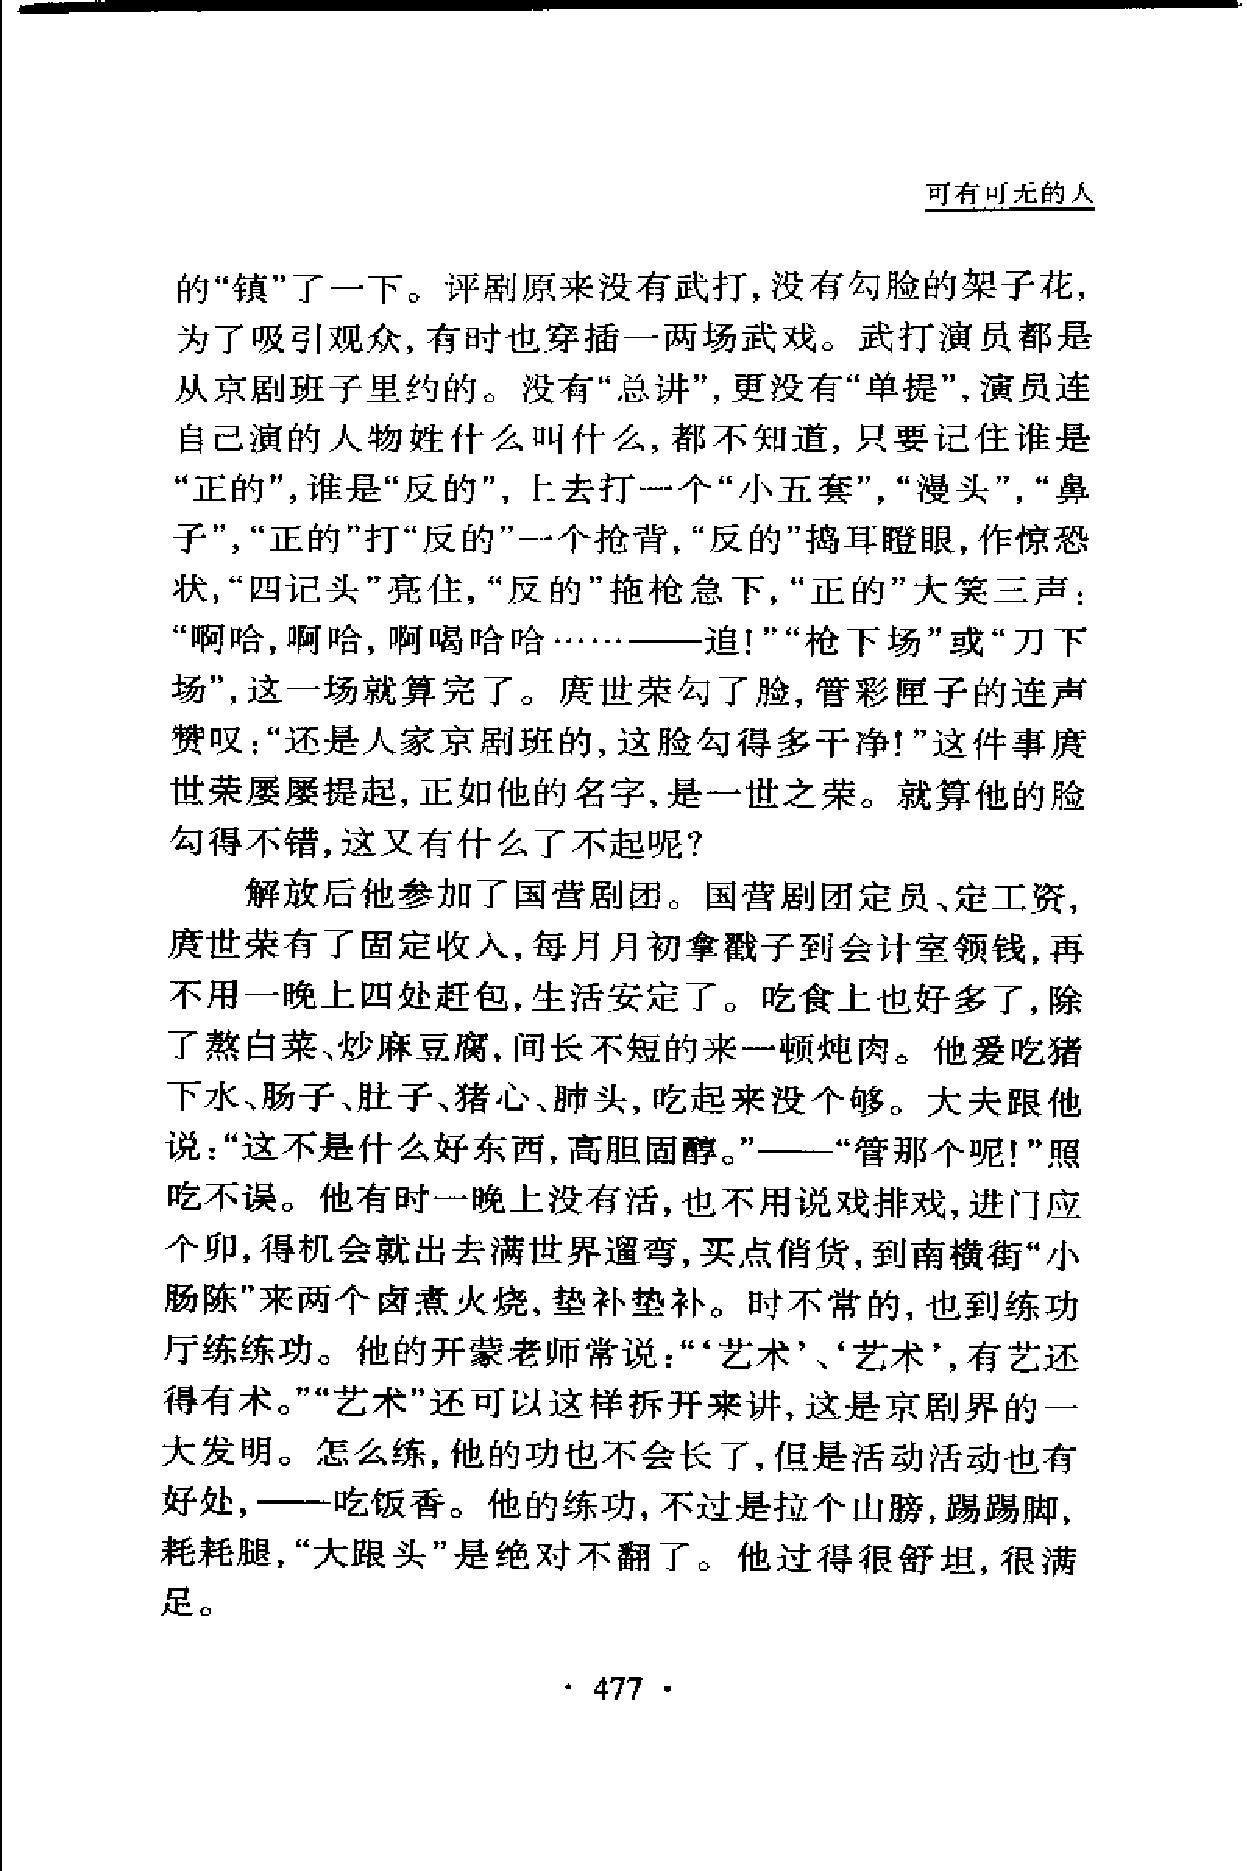 可有可无的人
的“镇”了一下。评剧原来没有武打,没有勾脸的架子花,
为了吸引观众,有时也穿插一两场武戏。武打演员都是
从京剧班子里约的。没有“总讲”,更没有“单提”,演员连
自己演的人物姓什么叫什么,都不知道,只要记住谁是
“正的”,谁是“反的”,上去打一个“小五套”,“漫头”,“鼻
子”,“正的”打“反的”一个抢背,“反的”捣耳瞪眼,作惊恐
状,“四记头”亮住,“反的”拖枪急下,“正的”大笑三声:
“啊哈,啊哈,啊喝哈哈……——追!”“枪下场”或“刀下
场”,这一场就算完了。庹世荣勾了脸,管彩匣子的连声
赞叹:“还是人家京剧班的,这脸勾得多干净!”这件事庹
世荣屡屡提起,正如他的名字,是一世之荣。就算他的脸
勾得不错,这又有什么了不起呢?
解放后他参加了国营剧团。国营剧团定员、定工资,
庹世荣有了固定收入,每月月初拿戳子到会计室领钱,再
不用一晚上四处赶包,生活安定了。吃食上也好多了,除
了熬白菜、炒麻豆腐,间长不短的来一顿炖肉。他爱吃猪
下水、肠子、肚子、猪心、肺头,吃起来没个够。大夫跟他
说:“这不是什么好东西,高胆固醇。”——“管那个呢!”照
吃不误。他有时一晚上没有活,也不用说戏排戏,进门应
个卯,得机会就出去满世界遛弯,买点俏货,到南横街“小
肠陈”来两个卤煮火烧、垫补垫补。时不常的,也到练功
厅练练功。他的开蒙老师常说:“‘艺术’、‘艺术’,有艺还
得有术。”“艺术”还可以这样拆开来讲,这是京剧界的一
大发明。怎么练,他的功也不会长了,但是活动活动也有
好处,——吃饭香。他的练功,不过是拉个山膀,踢踢脚,
耗耗腿,“大跟头”是绝对不翻了。他过得很舒坦,很满
足。
· 477 ·